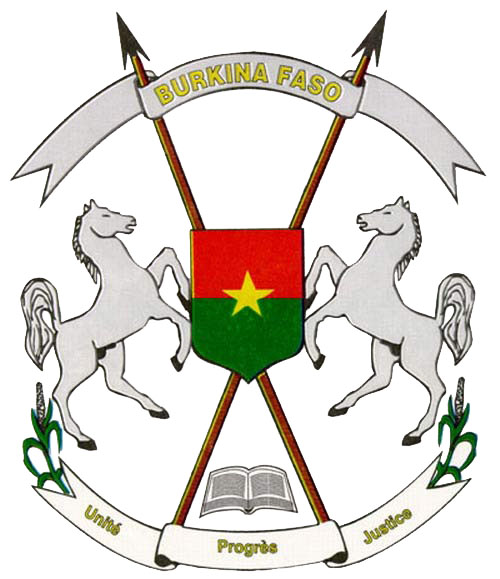 BURKINA FASO
Unité
Progrès
Justice